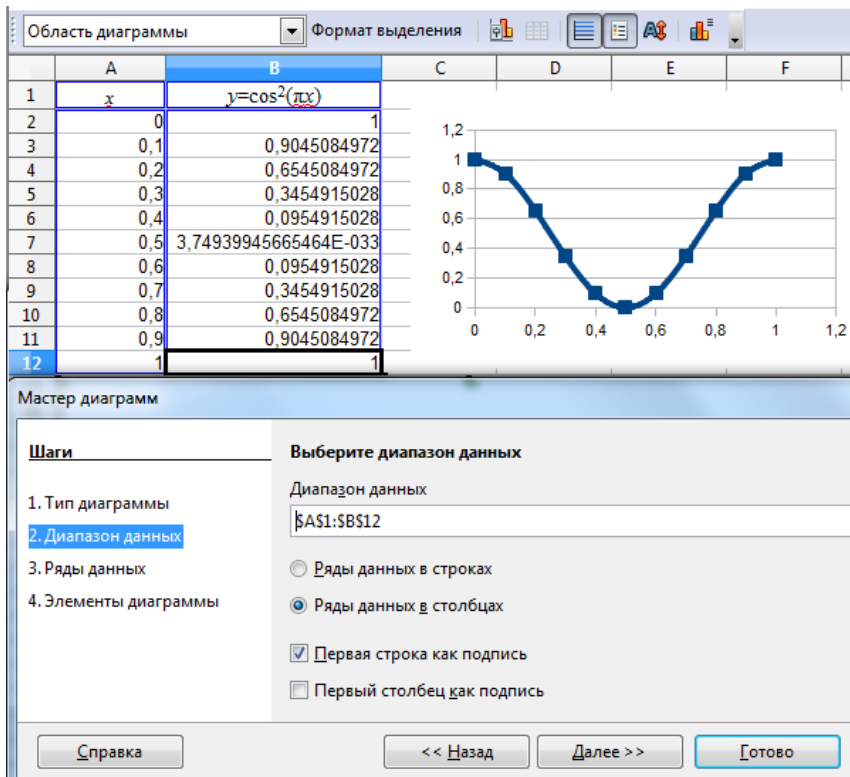 Область диаграммы Формат выделения
A B C D E F
1 x y=cos²(πx)
2 0 1
3 0,1 0,9045084972
4 0,2 0,6545084972
5 0,3 0,3454915028
6 0,4 0,0954915028
7 0,5 3,74939945665464E-033
8 0,6 0,0954915028
9 0,7 0,3454915028
10 0,8 0,6545084972
11 0,9 0,9045084972
12 1 1
1,2
1
0,8
0,6
0,4
0,2
0
0 0,2 0,4 0,6 0,8 1 1,2
Мастер диаграмм
Шаги
1. Тип диаграммы
2. Диапазон данных
3. Ряды данных
4. Элементы диаграммы
Выберите диапазон данных
Диапазон данных
$A$1:$B$12
Ряды данных в строках
Ряды данных в столбцах
Первая строка как подпись
Первый столбец как подпись
Справка << Назад Далее >> Готово